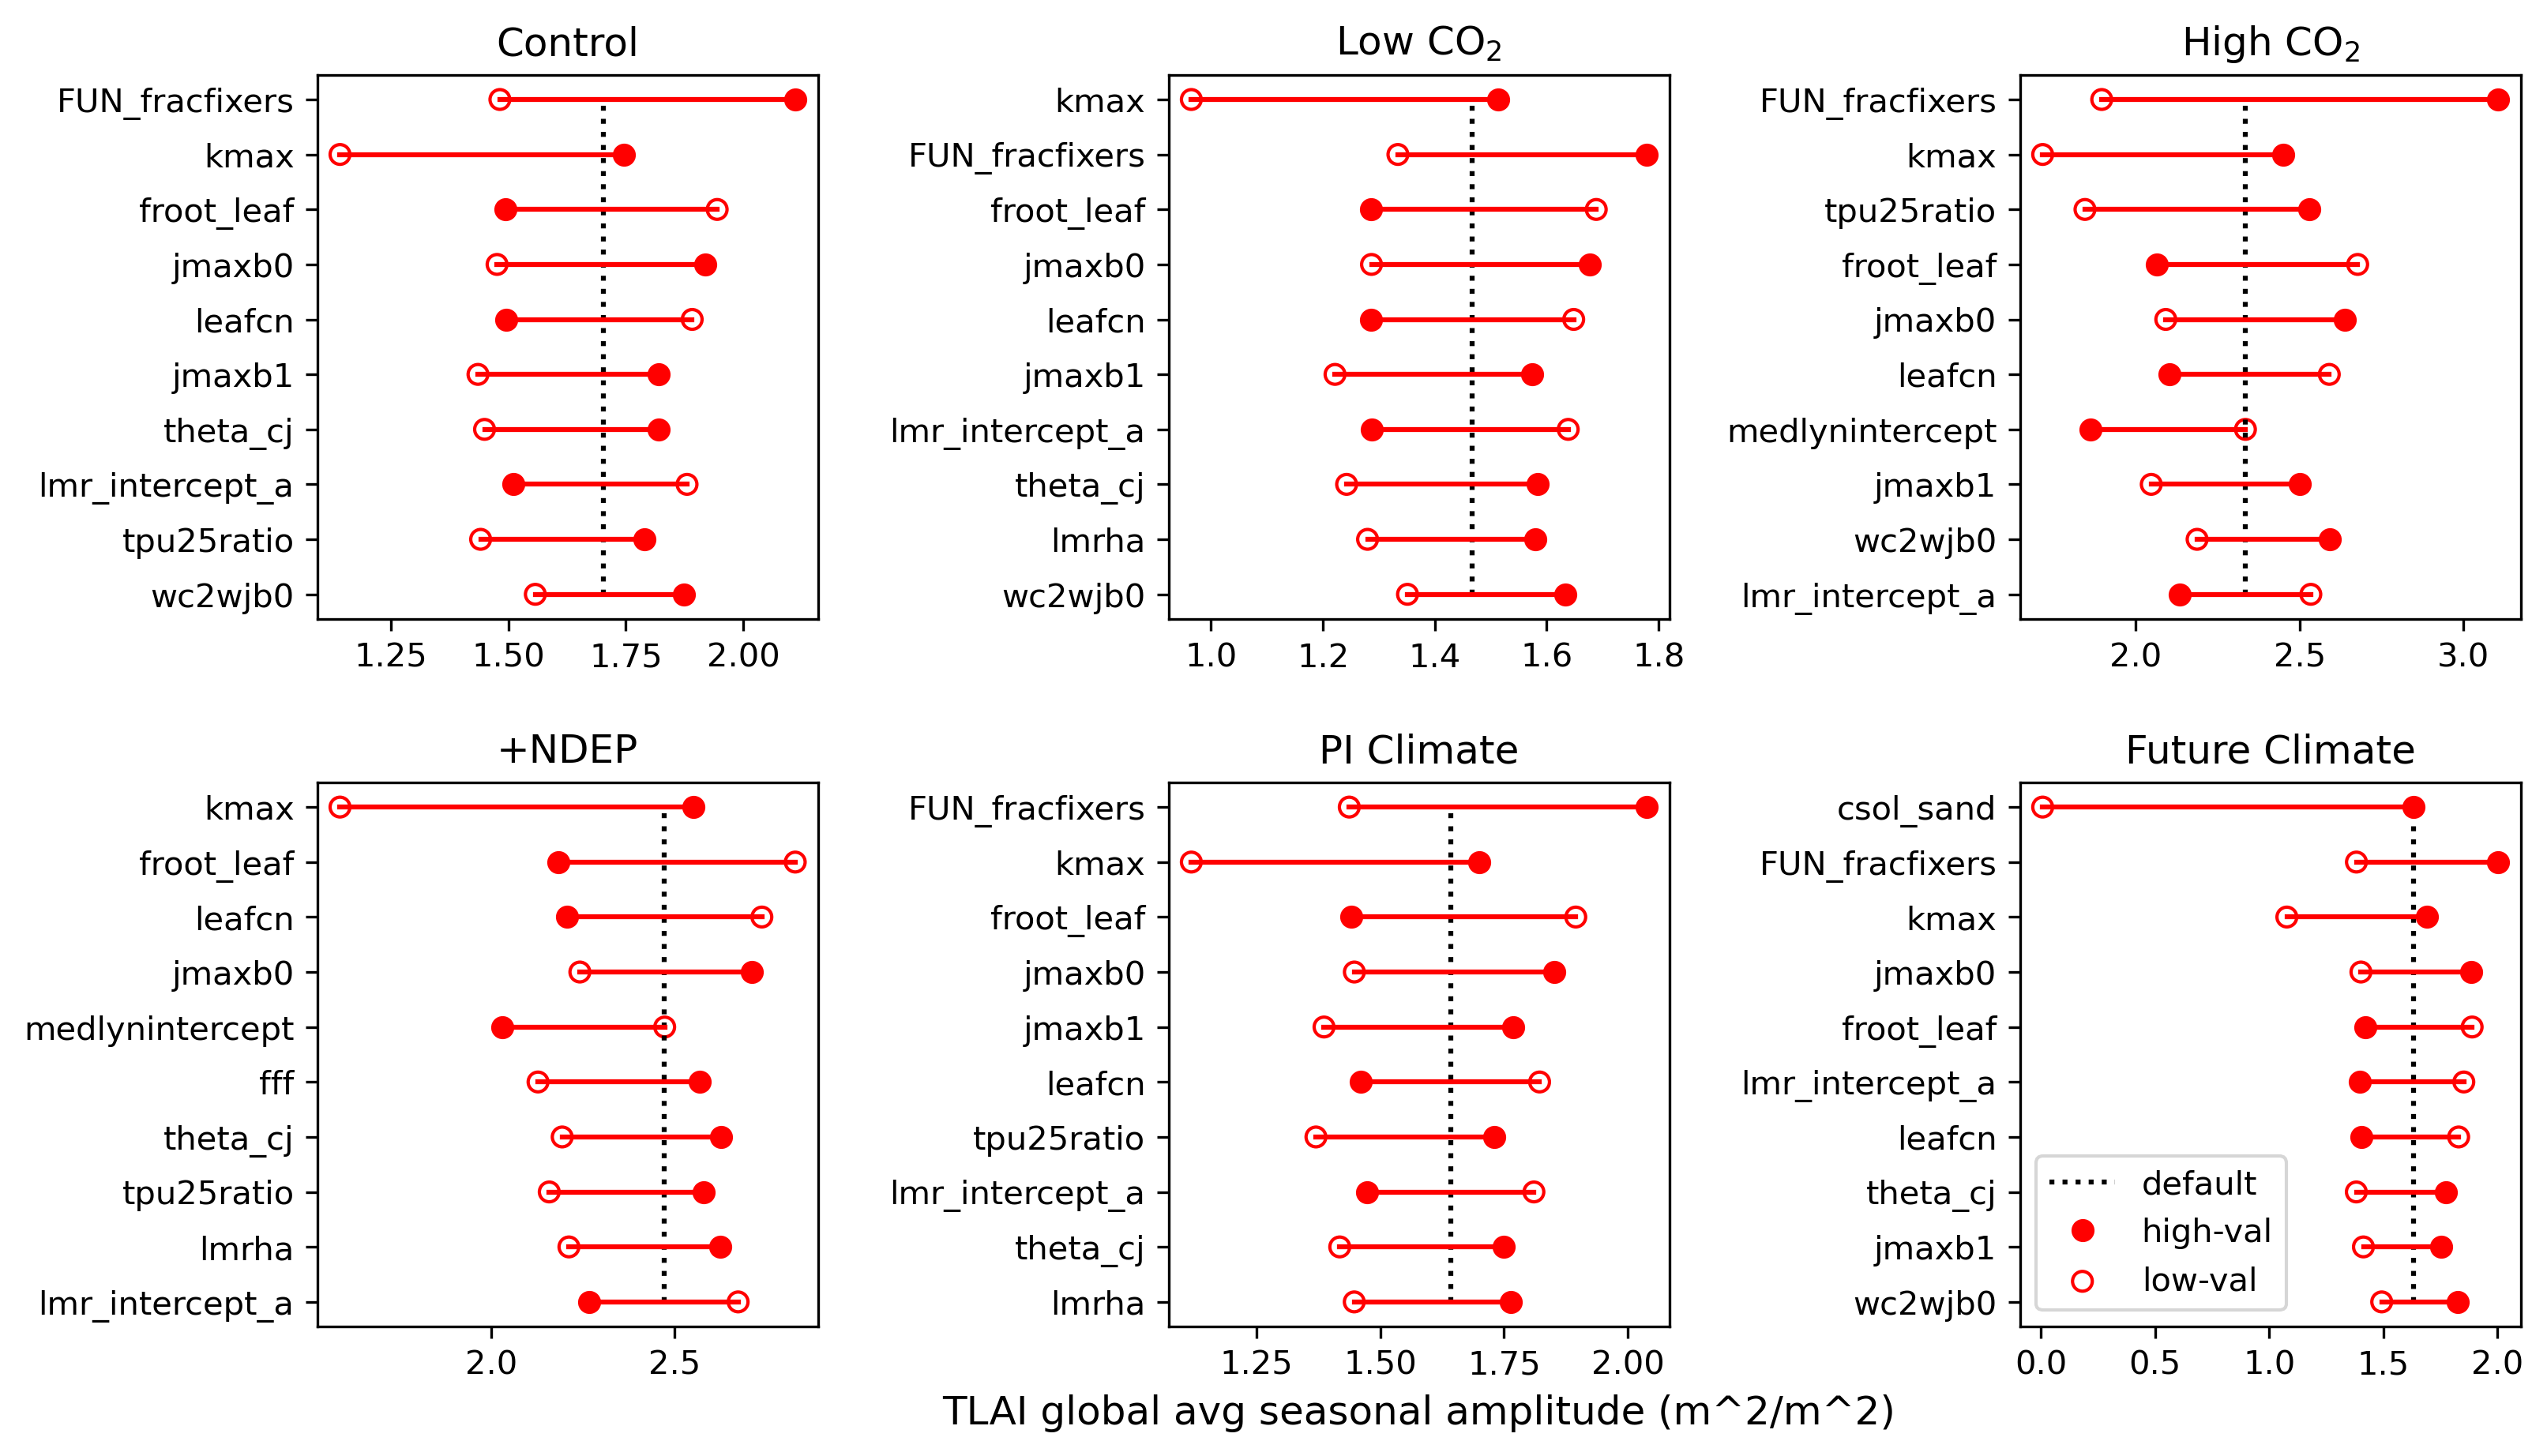 Control
FUN_fracfixers
kmax
froot_leaf
jmaxb0
leafcn
jmaxb1
theta_cj
lmr_intercept_a
tpu25ratio
wc2wjb0
1.25 1.50 1.75 2.00
Low CO2
kmax
FUN_fracfixers
froot_leaf
jmaxb0
leafcn
jmaxb1
lmr_intercept_a
theta_cj
lmrha
wc2wjb0
1.0 1.2 1.4 1.6 1.8
High CO2
FUN_fracfixers
kmax
tpu25ratio
froot_leaf
jmaxb0
leafcn
medlynintercept
jmaxb1
wc2wjb0
lmr_intercept_a
2.0 2.5 3.0
+NDEP
kmax
froot_leaf
leafcn
jmaxb0
medlynintercept
fff
theta_cj
tpu25ratio
lmrha
lmr_intercept_a
2.0 2.5
PI Climate
FUN_fracfixers
kmax
froot_leaf
jmaxb0
jmaxb1
leafcn
tpu25ratio
lmr_intercept_a
theta_cj
lmrha
1.25 1.50 1.75 2.00
Future Climate
csol_sand
FUN_fracfixers
kmax
jmaxb0
froot_leaf
lmr_intercept_a
leafcn
theta_cj
jmaxb1
wc2wjb0
default
high-val
low-val
0.0 0.5 1.0 1.5 2.0
TLAI global avg seasonal amplitude (m^2/m^2)